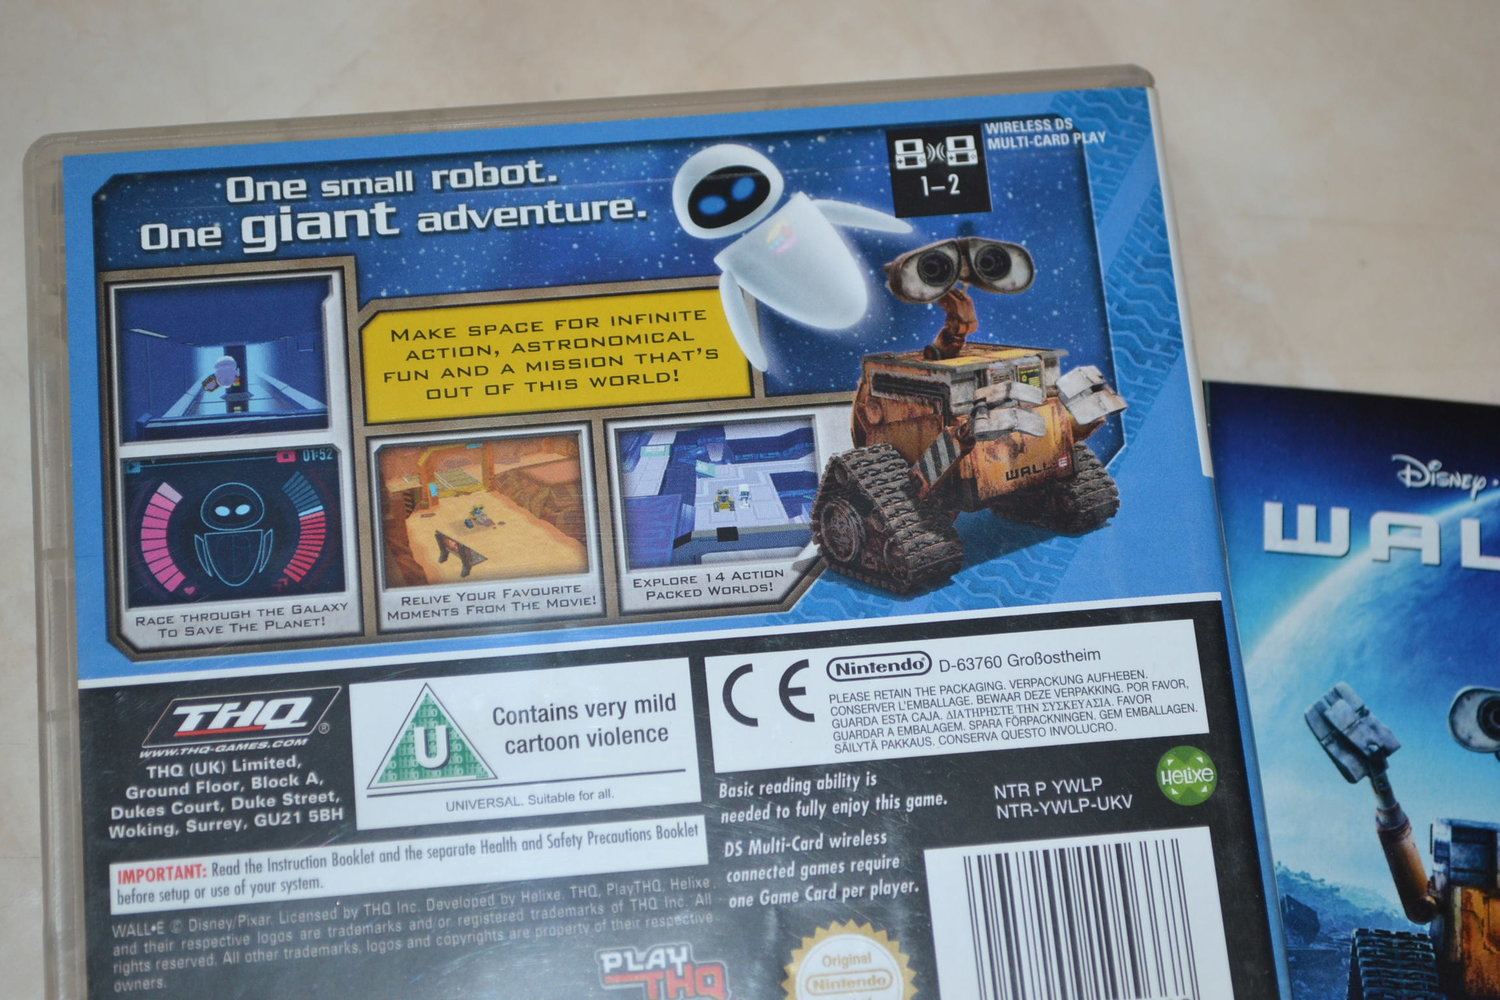 One small robot.
One giant adventure.
WIRELESS DS
MULTI-CARD PLAY
1-2
MAKE SPACE FOR INFINITE
ACTION, ASTRONOMICAL
FUN AND A MISSION THAT'S
OUT OF THIS WORLD!
01:52
RACE THROUGH THE GALAXY
TO SAVE THE PLANET!
RELIVE YOUR FAVOURITE
MOMENTS FROM THE MOVIE!
EXPLORE 14 ACTION
PACKED WORLDS!
WALL•E
DISNEY
WAL
THQ®
WWW.THQ-GAMES.COM
THQ (UK) Limited,
Ground Floor, Block A,
Dukes Court, Duke Street,
Woking, Surrey, GU21 5BH
U
Contains very mild
cartoon violence
UNIVERSAL. Suitable for all.
CE
Nintendo D-63760 Großostheim
PLEASE RETAIN THE PACKAGING. VERPACKUNG AUFHEBEN.
CONSERVER L'EMBALLAGE. BEWAAR DEZE VERPAKKING. POR FAVOR,
GUARDA ESTA CAJA. ΔΙΑΤΗΡΗΣΤΕ ΤΗΝ ΣΥΣΚΕΥΑΣΙΑ. FAVOR
GUARDAR A EMBALAGEM. SPARA FÖRPACKNINGEN. GEM EMBALLAGEN.
SÄILYTÄ PAKKAUS. CONSERVA QUESTO INVOLUCRO.
IMPORTANT: Read the Instruction Booklet and the separate Health and Safety Precautions Booklet
before setup or use of your system.
Basic reading ability is
needed to fully enjoy this game.
DS Multi-Card wireless
connected games require
one Game Card per player.
NTR P YWLP
NTR-YWLP-UKV
HELIXE
WALL•E © Disney/Pixar. Licensed by THQ Inc. Developed by Helixe. THQ, PlayTHQ, Helixe
and their respective logos are trademarks and/or registered trademarks of THQ Inc. All
rights reserved. All other trademarks, logos and copyrights are property of their respective
owners.
PLAY
THQ
Original
Nintendo